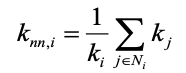 k_{nn,i} = \frac{1}{k_i} \sum_{j \in N_i} k_j